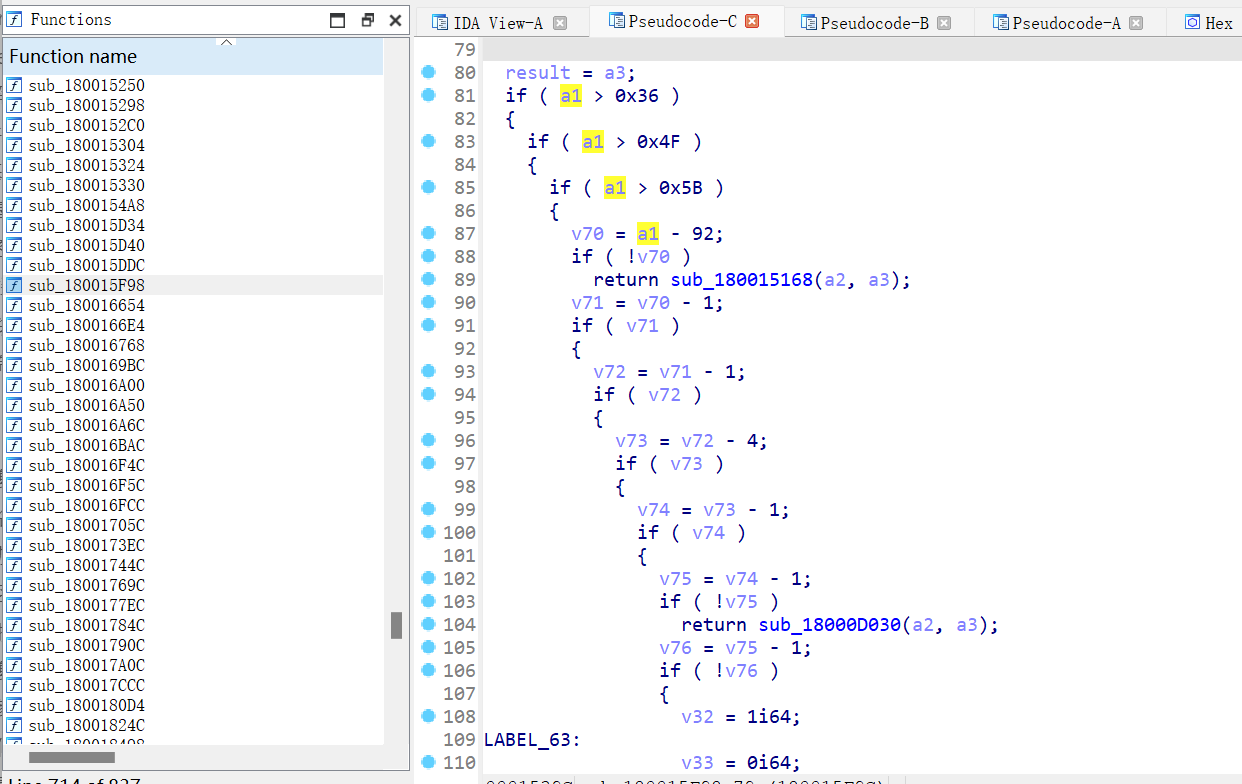 Functions
Function name
sub_180015250
sub_180015298
sub_1800152C0
sub_180015304
sub_180015324
sub_180015330
sub_1800154A8
sub_180015D34
sub_180015D40
sub_180015DDC
sub_180015F98
sub_180016654
sub_1800166E4
sub_180016768
sub_1800169BC
sub_180016A00
sub_180016A50
sub_180016A6C
sub_180016BAC
sub_180016F4C
sub_180016F5C
sub_180016FCC
sub_18001705C
sub_1800173EC
sub_18001744C
sub_18001769C
sub_1800177EC
sub_18001784C
sub_18001790C
sub_180017A0C
sub_180017CCC
sub_1800180D4
sub_18001824C
IDA View-A Pseudocode-C Pseudocode-B Pseudocode-A Hex
79
80 result = a3;
81 if ( a1 > 0x36 )
82 {
83 if ( a1 > 0x4F )
84 {
85 if ( a1 > 0x5B )
86 {
87 v70 = a1 - 92;
88 if ( !v70 )
89 return sub_180015168(a2, a3);
90 v71 = v70 - 1;
91 if ( v71 )
92 {
93 v72 = v71 - 1;
94 if ( v72 )
95 {
96 v73 = v72 - 4;
97 if ( v73 )
98 {
99 v74 = v73 - 1;
100 if ( v74 )
101 {
102 v75 = v74 - 1;
103 if ( !v75 )
104 return sub_18000D030(a2, a3);
105 v76 = v75 - 1;
106 if ( !v76 )
107 {
108 v32 = 1i64;
109 LABEL_63:
110 v33 = 0i64;